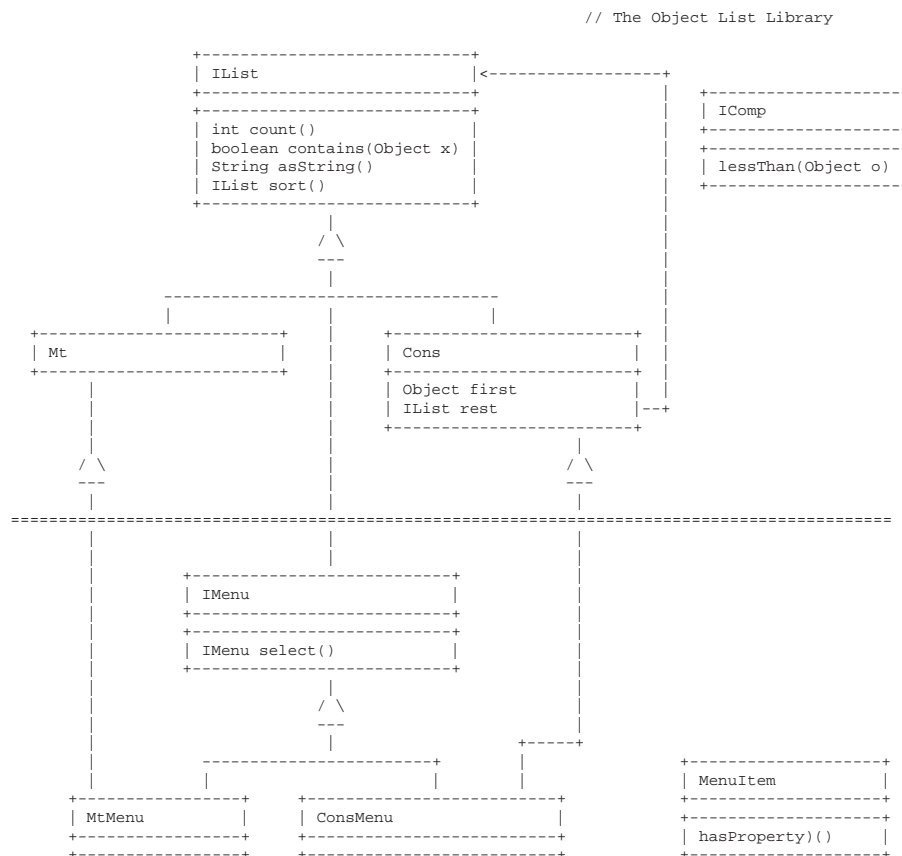 // The Object List Library
IList
int count()
boolean contains(Object x)
String asString()
IList sort()
IComp
lessThan(Object o)
Mt
Cons
Object first
IList rest
IMenu
IMenu select()
MtMenu
ConsMenu
MenuItem
hasProperty)()